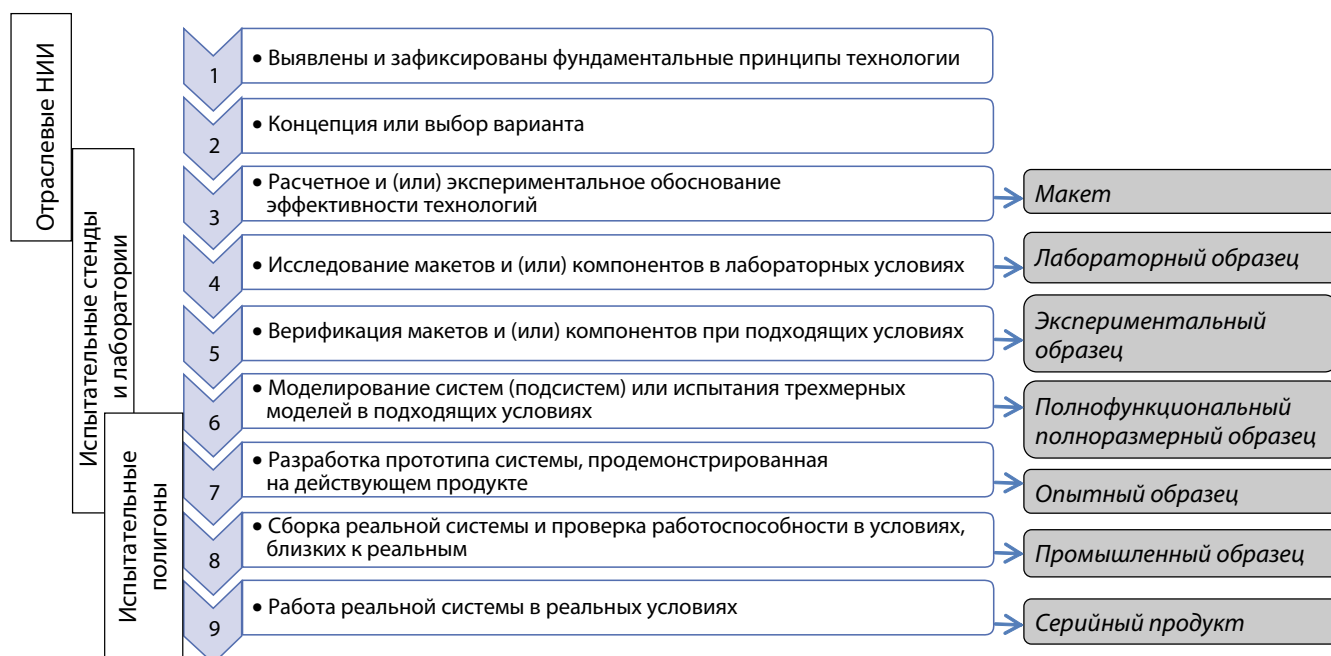 Отраслевые НИИ
Испытательные стенды
и лаборатории
Испытательные
полигоны
1
• Выявлены и зафиксированы фундаментальные принципы технологии
2
• Концепция или выбор варианта
3
• Расчетное и (или) экспериментальное обоснование
эффективности технологий
Макет
4
• Исследование макетов и (или) компонентов в лабораторных условиях
Лабораторный образец
5
• Верификация макетов и (или) компонентов при подходящих условиях
Экспериментальный
образец
6
• Моделирование систем (подсистем) или испытания трехмерных
моделей в подходящих условиях
Полнофункциональный
полноразмерный образец
7
• Разработка прототипа системы, продемонстрированная
на действующем продукте
Опытный образец
8
• Сборка реальной системы и проверка работоспособности в условиях,
близких к реальным
Промышленный образец
9
• Работа реальной системы в реальных условиях
Серийный продукт